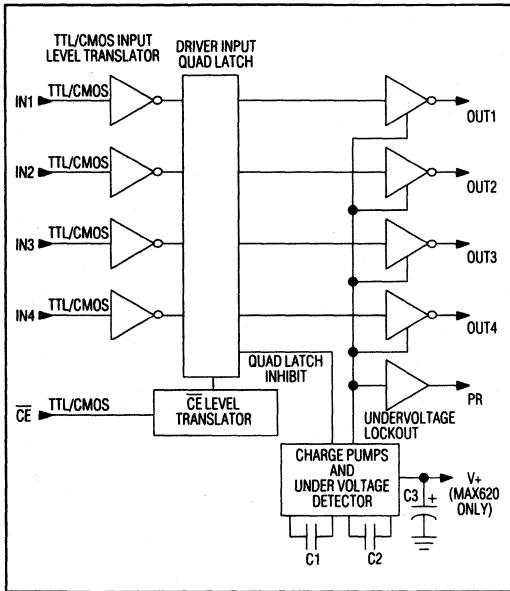 TTL/CMOS INPUT
LEVEL TRANSLATOR
DRIVER INPUT
QUAD LATCH
IN1
TTL/CMOS
OUT1
IN2
TTL/CMOS
OUT2
IN3
TTL/CMOS
OUT3
IN4
TTL/CMOS
OUT4
QUAD LATCH
INHIBIT
CE
TTL/CMOS
CE LEVEL
TRANSLATOR
PR
UNDERVOLTAGE
LOCKOUT
CHARGE PUMPS
AND
UNDER VOLTAGE
DETECTOR
V+
(MAX620
ONLY)
C3
+
C1
C2